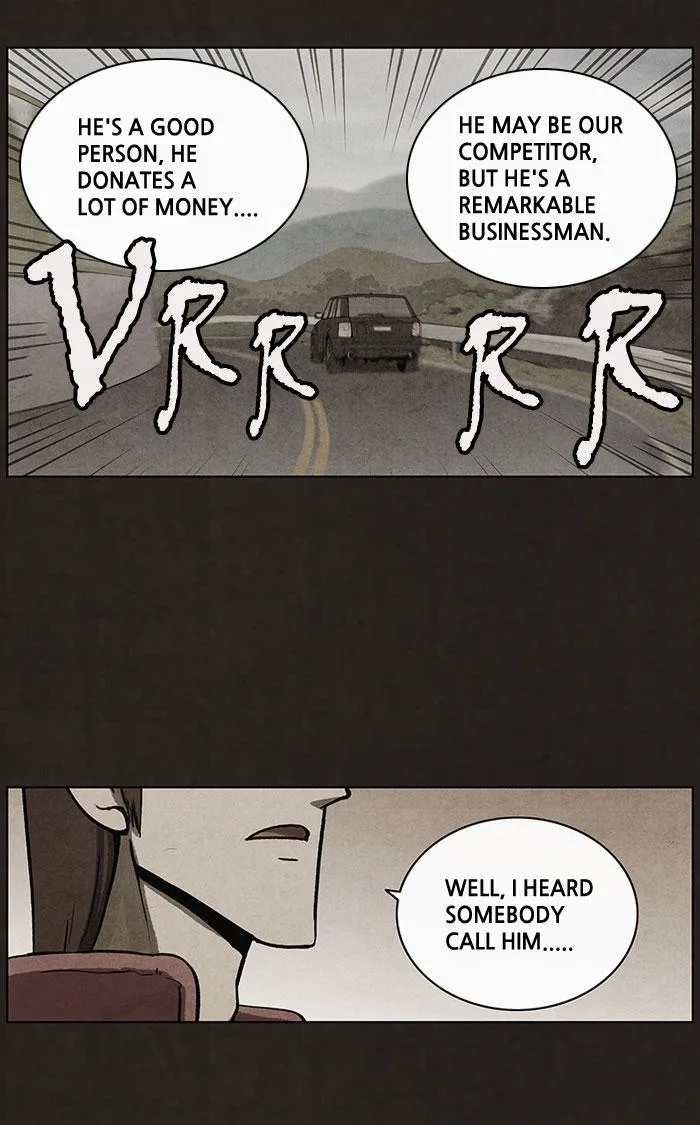 HE'S A GOOD
PERSON, HE
DONATES A
LOT OF MONEY....
HE MAY BE OUR
COMPETITOR,
BUT HE'S A
REMARKABLE
BUSINESSMAN.
VRRRR
WELL, I HEARD
SOMEBODY
CALL HIM.....